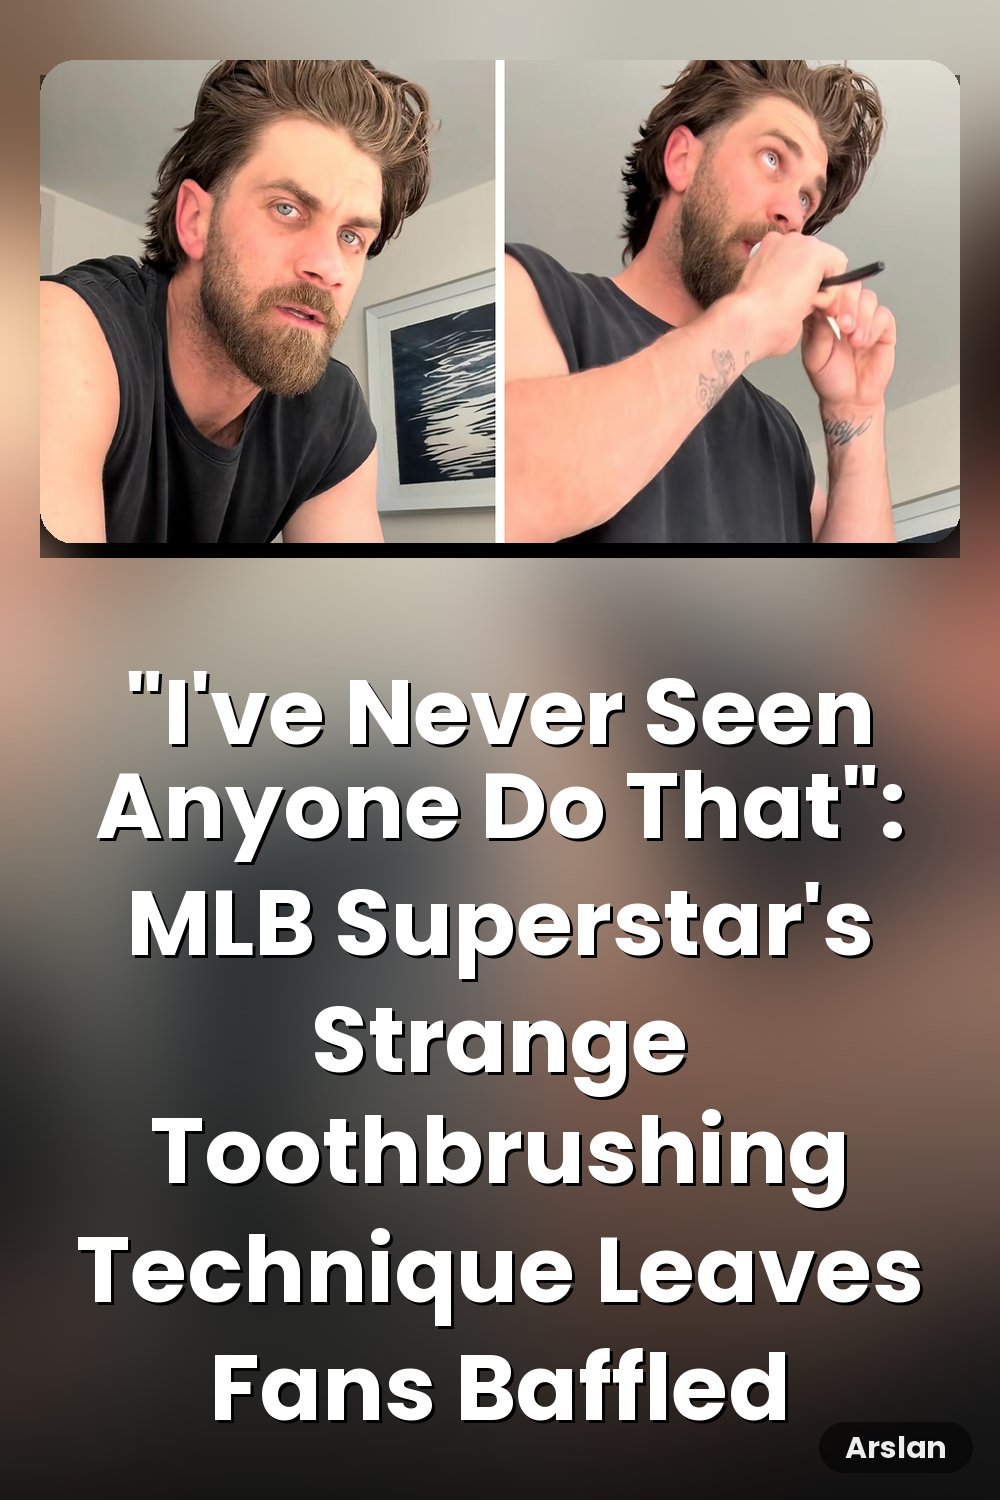 "I've Never Seen
Anyone Do That":
MLB Superstar's
Strange
Toothbrushing
Technique Leaves
Fans Baffled
Arslan